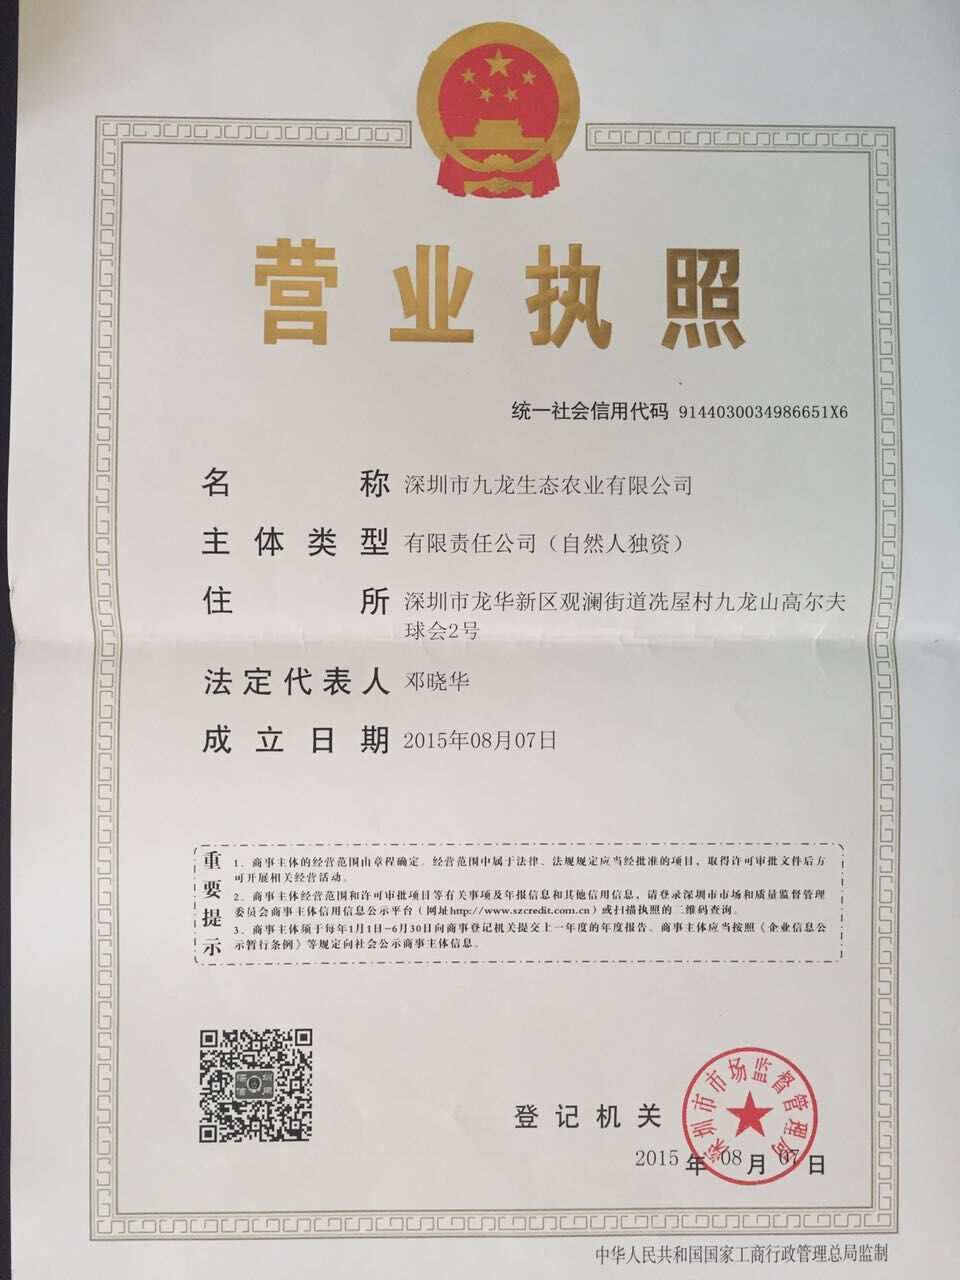 营业执照
统一社会信用代码 9144030034986651X6
名称 深圳市九龙生态农业有限公司
主体类型 有限责任公司（自然人独资）
住所 深圳市龙华新区观澜街道冼屋村九龙山高尔夫
球会2号
法定代表人 邓晓华
成立日期 2015年08月07日
重要提示
1、商事主体的经营范围由章程确定。经营范围中属于法律、法规规定应当经批准的项目，取得许可审批文件后方
可开展相关经营活动。
2、商事主体经营范围和许可审批项目等有关事项及年报信息和其他信用信息，请登录深圳市市场和质量监督管理
委员会商事主体信用信息公示平台（网址http://www.szcredit.com.cn）或扫描执照的二维码查询。
3、商事主体须于每年1月1日-6月30日向商事登记机关提交上一年度的年度报告。商事主体应当按照《企业信息公
示暂行条例》等规定向社会公示商事主体信息。
登记机关
深圳市市场监督管理局
2015年08月07日
中华人民共和国国家工商行政管理总局监制